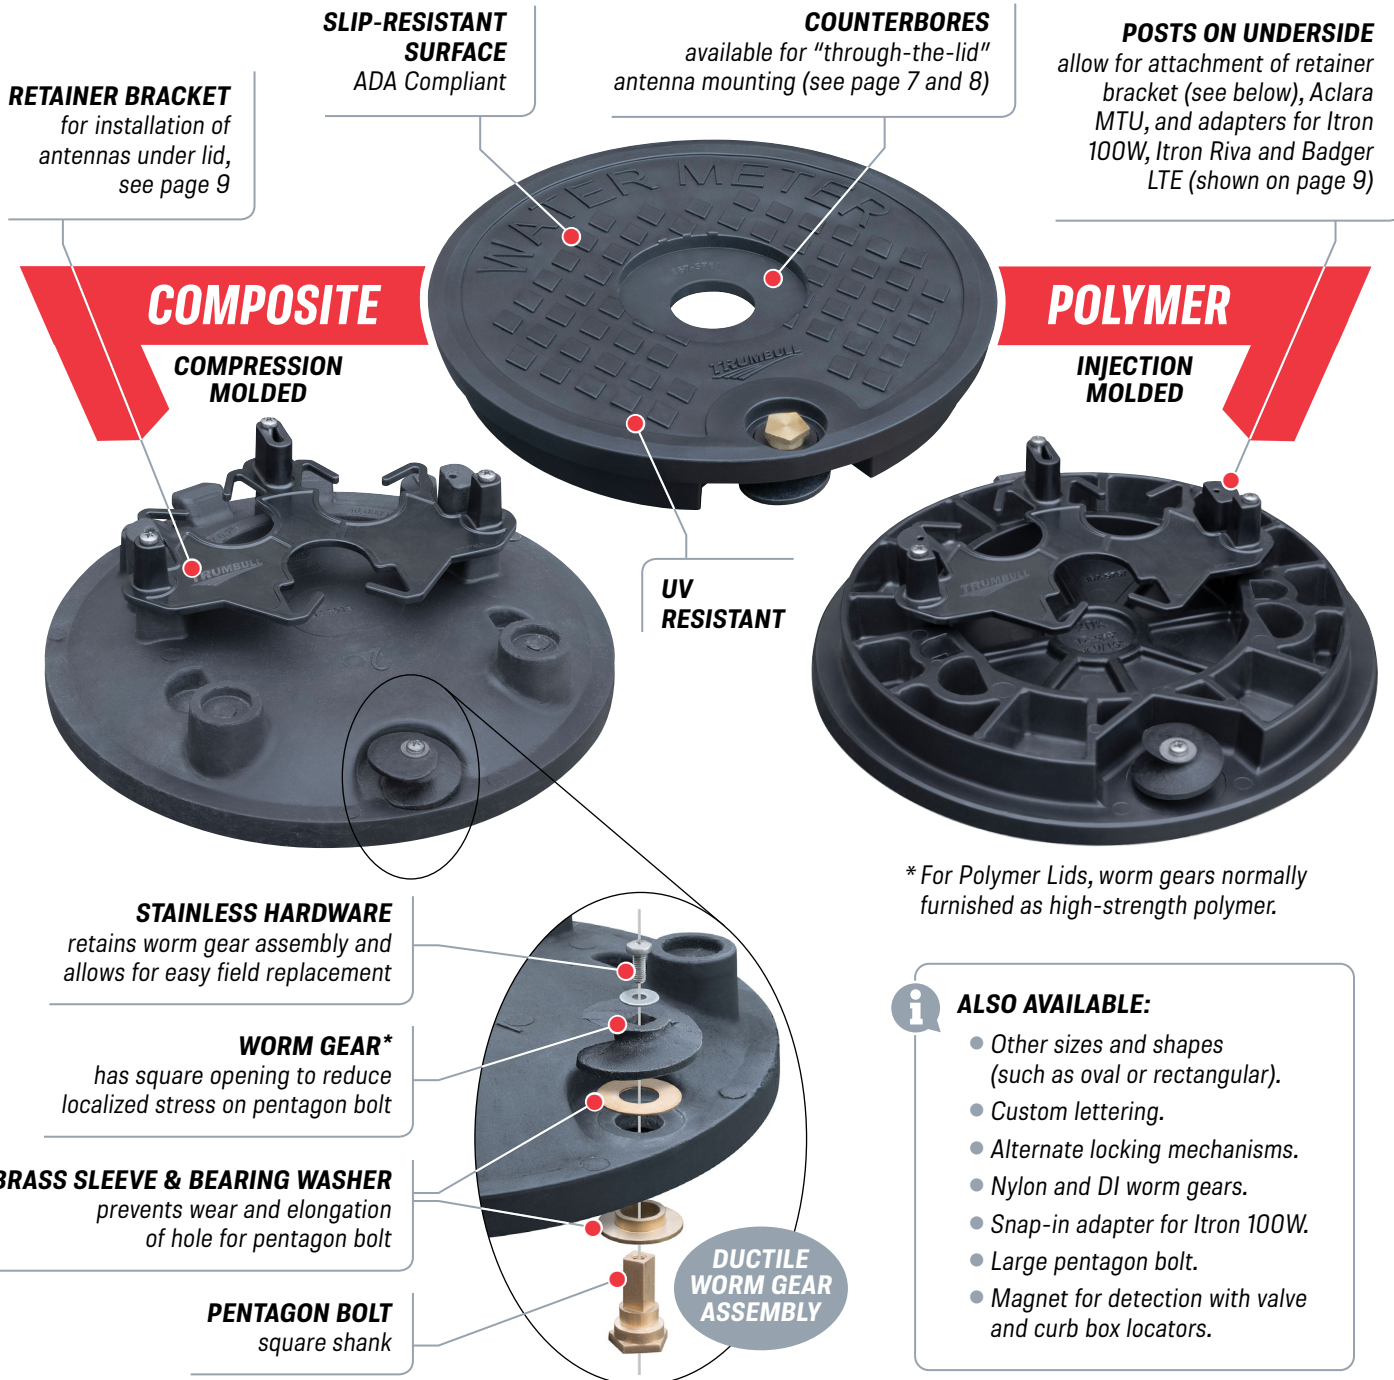 SLIP-RESISTANT
SURFACE
ADA Compliant
COUNTERBORES
available for “through-the-lid”
antenna mounting (see page 7 and 8)
POSTS ON UNDERSIDE
allow for attachment of retainer
bracket (see below), Aclara
MTU, and adapters for Itron
100W, Itron Riva and Badger
LTE (shown on page 9)
RETAINER BRACKET
for installation of
antennas under lid,
see page 9
WATER METER
TRUMBULL
COMPOSITE
COMPRESSION
MOLDED
POLYMER
INJECTION
MOLDED
UV
RESISTANT
TRUMBULL
TRUMBULL
* For Polymer Lids, worm gears normally
furnished as high-strength polymer.
STAINLESS HARDWARE
retains worm gear assembly and
allows for easy field replacement
WORM GEAR*
has square opening to reduce
localized stress on pentagon bolt
BRASS SLEEVE & BEARING WASHER
prevents wear and elongation
of hole for pentagon bolt
PENTAGON BOLT
square shank
DUCTILE
WORM GEAR
ASSEMBLY
i
ALSO AVAILABLE:
Other sizes and shapes
(such as oval or rectangular).
Custom lettering.
Alternate locking mechanisms.
Nylon and DI worm gears.
Snap-in adapter for Itron 100W.
Large pentagon bolt.
Magnet for detection with valve
and curb box locators.